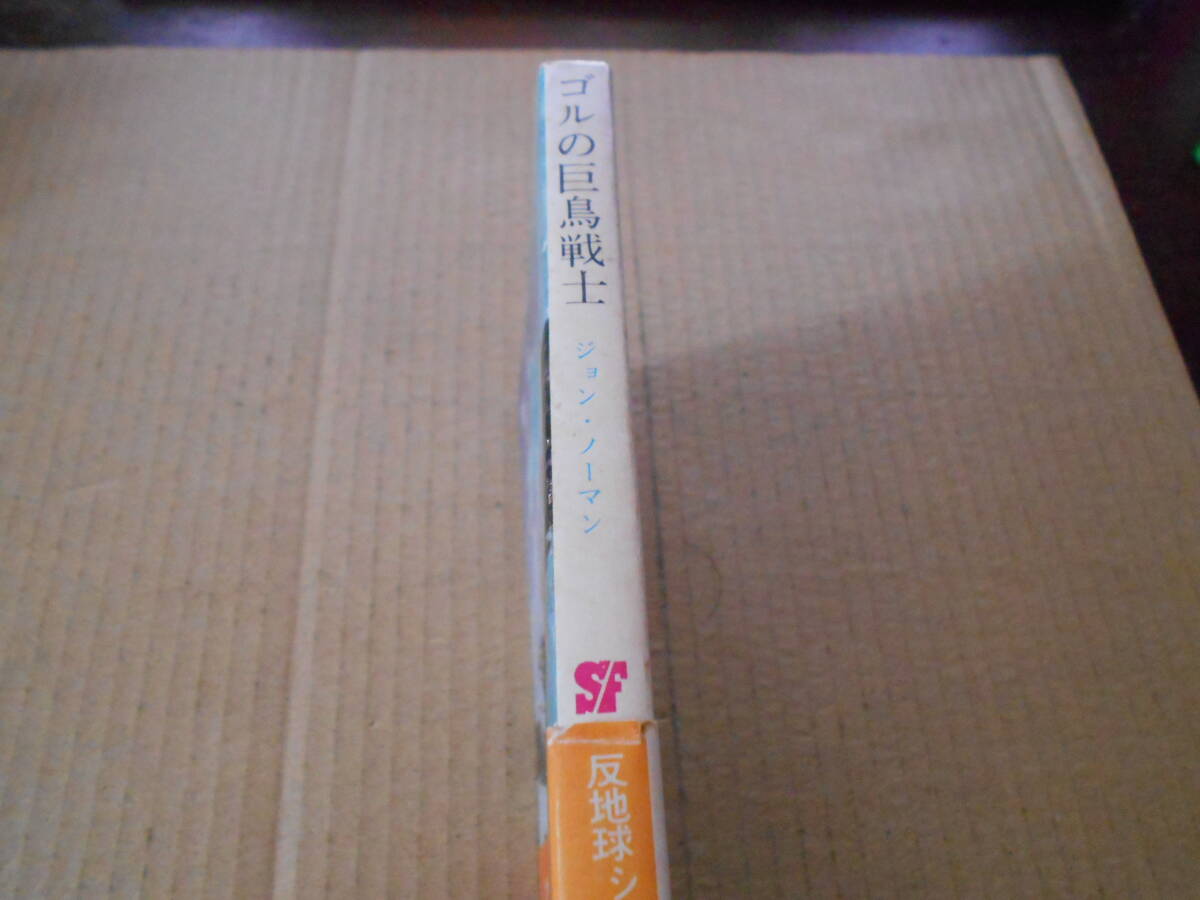 ゴルの巨鳥戦士
ジョン・ノーマン
SF
反地球シ